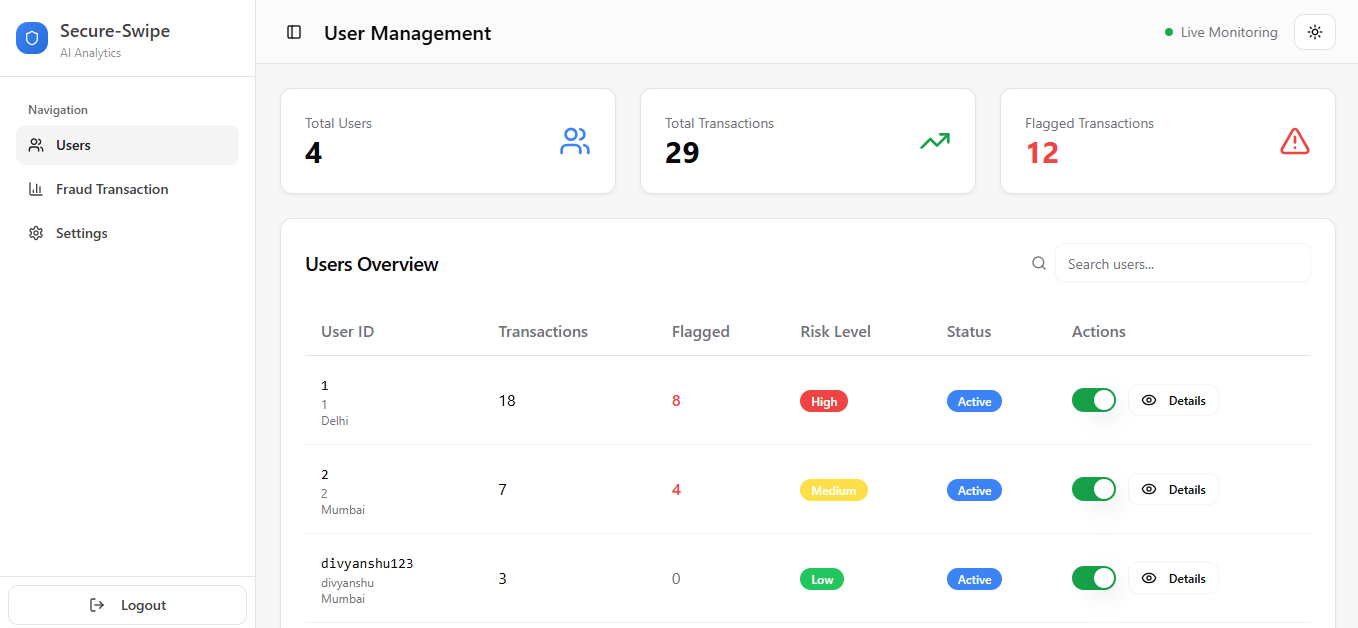 Secure-Swipe
AI Analytics
Navigation
Users
Fraud Transaction
Settings
Logout
User Management
Live Monitoring
Total Users
4
Total Transactions
29
Flagged Transactions
12
Users Overview
Search users...
User ID Transactions Flagged Risk Level Status Actions
1
1
Delhi
18 8 High Active Details
2
2
Mumbai
7 4 Medium Active Details
divyanshu123
divyanshu
Mumbai
3 0 Low Active Details